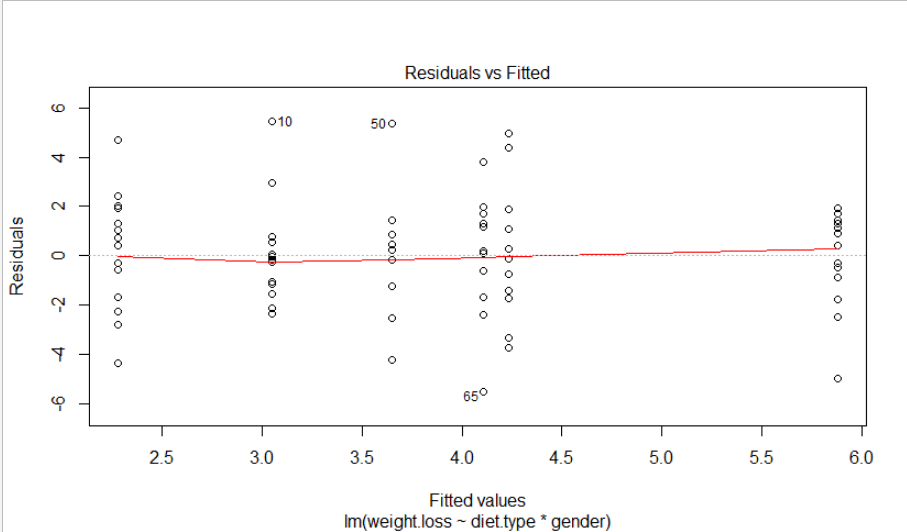 Residuals vs Fitted
6
4
2
0
-2
-4
-6
Residuals
10
50
65
2.5 3.0 3.5 4.0 4.5 5.0 5.5 6.0
Fitted values
lm(weight.loss ~ diet.type * gender)